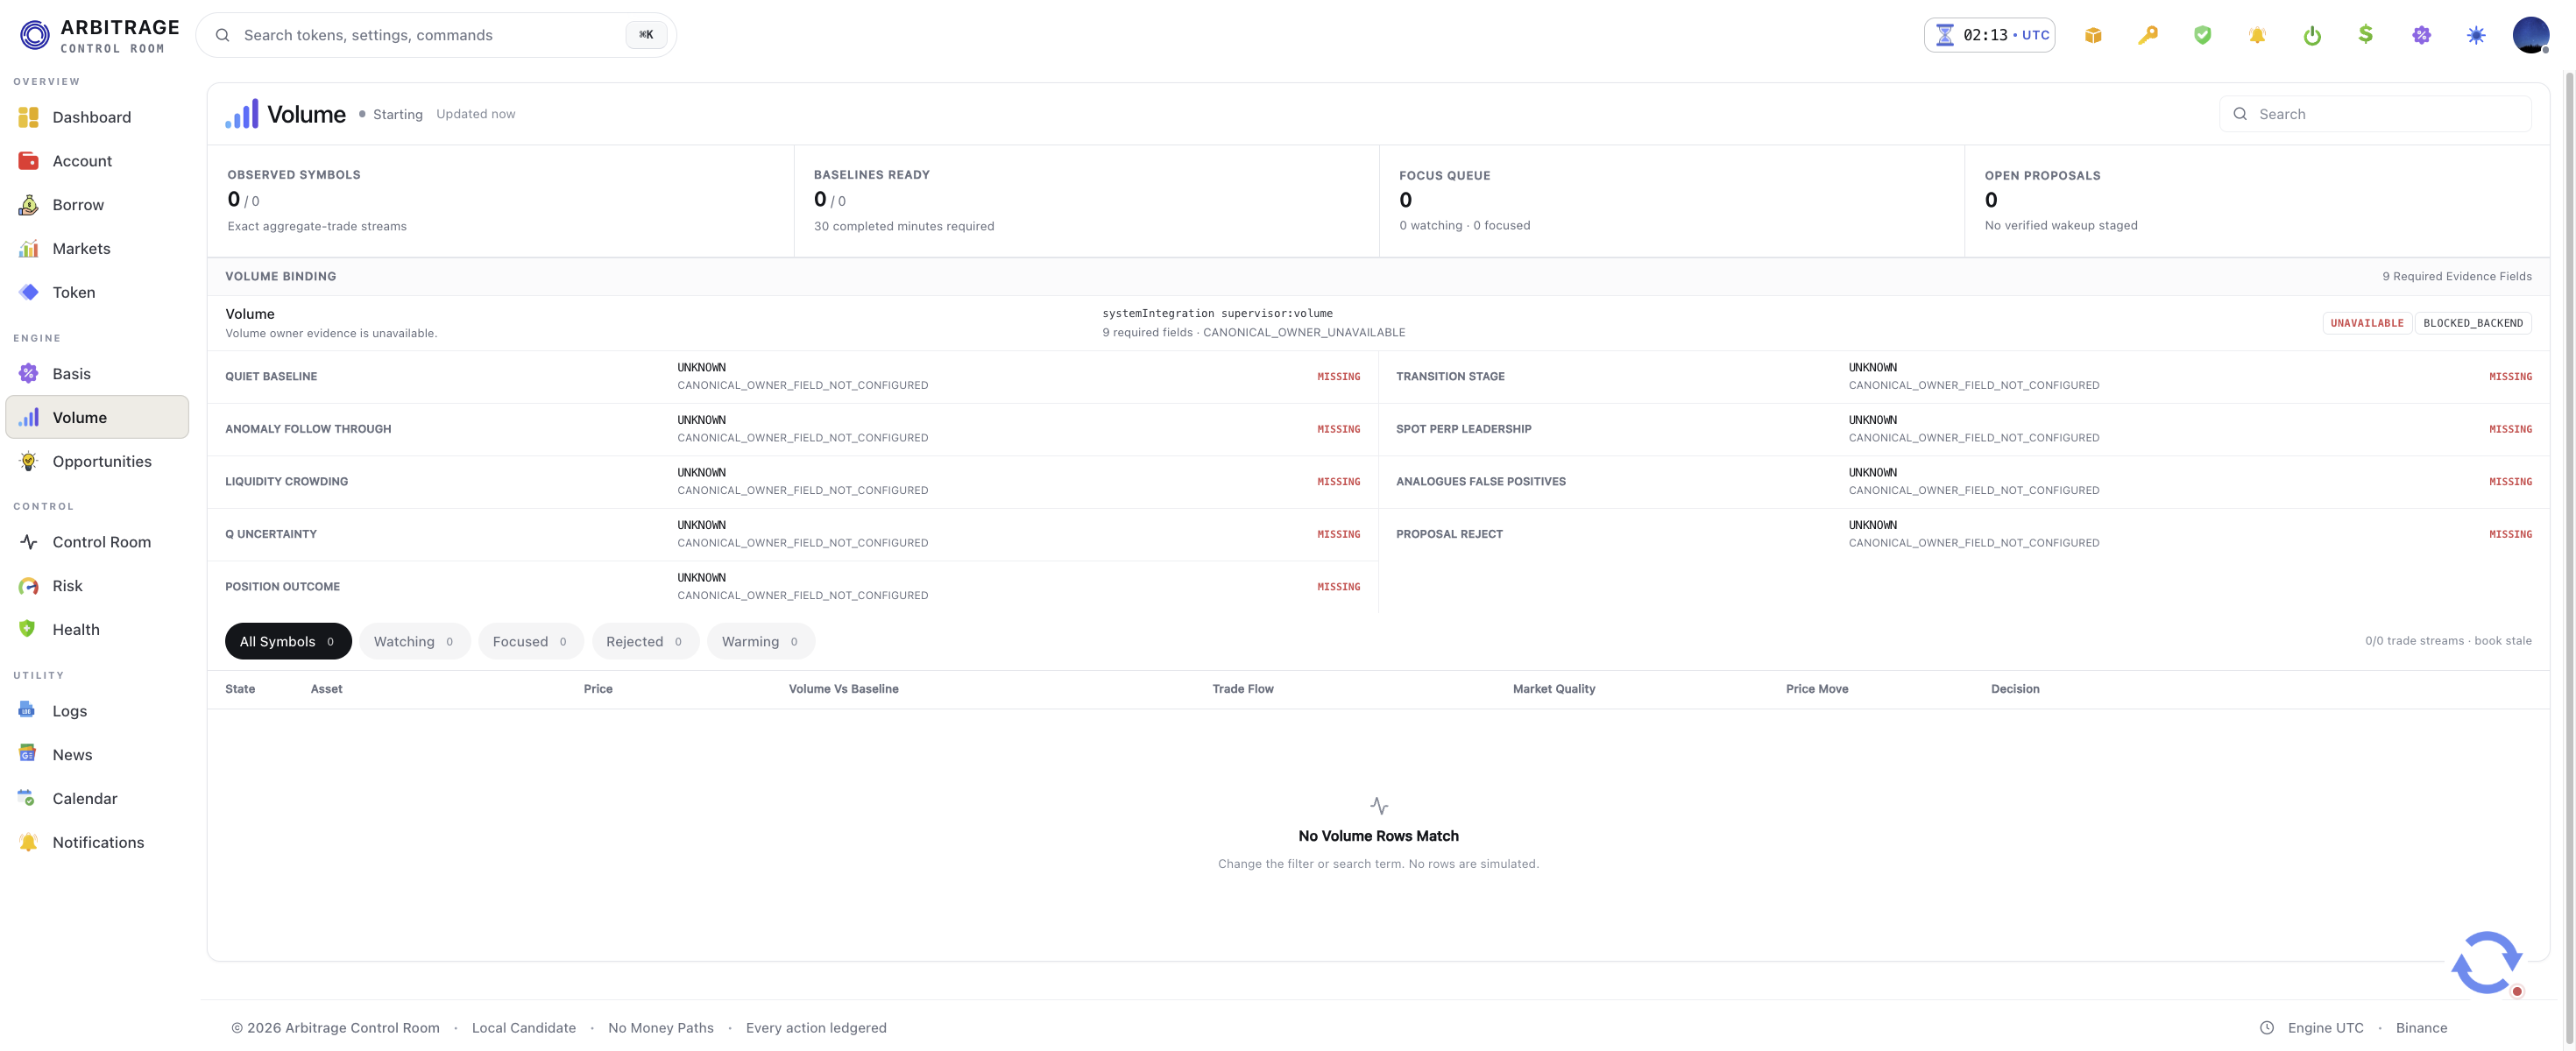 ARBITRAGE
CONTROL ROOM
Search tokens, settings, commands
⌘K
02:13 • UTC
OVERVIEW
Dashboard
Account
Borrow
Markets
Token
ENGINE
Basis
Volume
Opportunities
CONTROL
Control Room
Risk
Health
UTILITY
Logs
News
Calendar
Notifications
Volume
Starting
Updated now
Search
OBSERVED SYMBOLS
0 / 0
Exact aggregate-trade streams
BASELINES READY
0 / 0
30 completed minutes required
FOCUS QUEUE
0
0 watching · 0 focused
OPEN PROPOSALS
0
No verified wakeup staged
VOLUME BINDING
9 Required Evidence Fields
Volume
Volume owner evidence is unavailable.
systemIntegration supervisor:volume
9 required fields · CANONICAL_OWNER_UNAVAILABLE
UNAVAILABLE
BLOCKED_BACKEND
QUIET BASELINE
UNKNOWN
CANONICAL_OWNER_FIELD_NOT_CONFIGURED
MISSING
TRANSITION STAGE
UNKNOWN
CANONICAL_OWNER_FIELD_NOT_CONFIGURED
MISSING
ANOMALY FOLLOW THROUGH
UNKNOWN
CANONICAL_OWNER_FIELD_NOT_CONFIGURED
MISSING
SPOT PERP LEADERSHIP
UNKNOWN
CANONICAL_OWNER_FIELD_NOT_CONFIGURED
MISSING
LIQUIDITY CROWDING
UNKNOWN
CANONICAL_OWNER_FIELD_NOT_CONFIGURED
MISSING
ANALOGUES FALSE POSITIVES
UNKNOWN
CANONICAL_OWNER_FIELD_NOT_CONFIGURED
MISSING
Q UNCERTAINTY
UNKNOWN
CANONICAL_OWNER_FIELD_NOT_CONFIGURED
MISSING
PROPOSAL REJECT
UNKNOWN
CANONICAL_OWNER_FIELD_NOT_CONFIGURED
MISSING
POSITION OUTCOME
UNKNOWN
CANONICAL_OWNER_FIELD_NOT_CONFIGURED
MISSING
All Symbols 0
Watching 0
Focused 0
Rejected 0
Warming 0
0/0 trade streams · book stale
State
Asset
Price
Volume Vs Baseline
Trade Flow
Market Quality
Price Move
Decision
No Volume Rows Match
Change the filter or search term. No rows are simulated.
© 2026 Arbitrage Control Room · Local Candidate · No Money Paths · Every action ledgered
Engine UTC · Binance